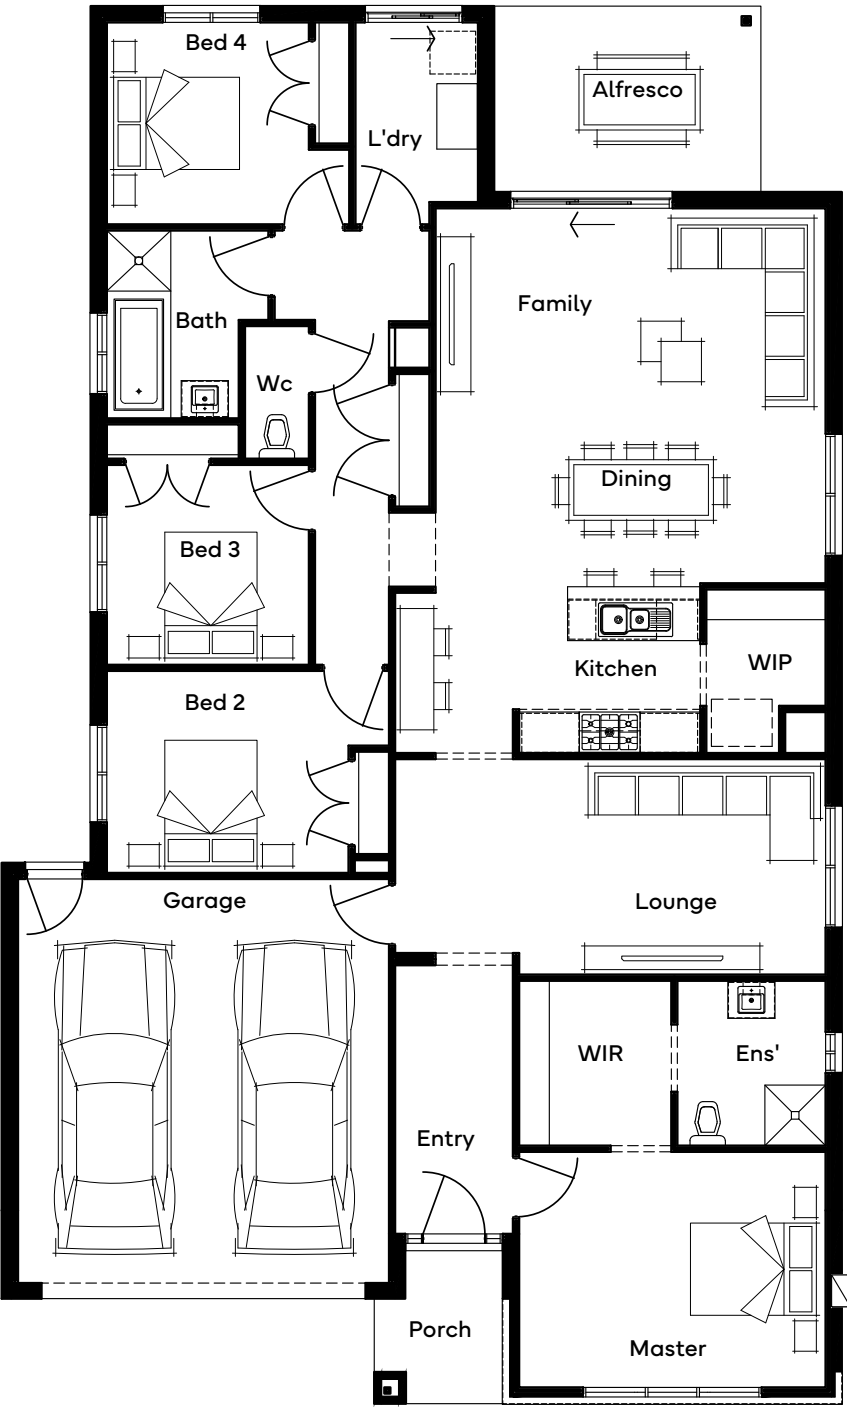 Bed 4
L'dry
Alfresco
Family
Bath
Wc
Dining
Bed 3
Kitchen
WIP
Bed 2
Garage
Lounge
WIR
Ens'
Entry
Porch
Master